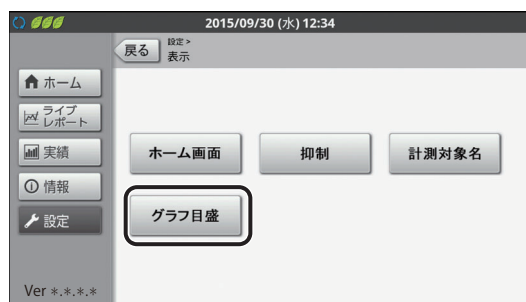 2015/09/30 (水) 12:34
戻る
設定 >
表示
ホーム
ライブ
レポート
実績
情報
設定
ホーム画面
抑制
計測対象名
グラフ目盛
Ver *.*.*.*